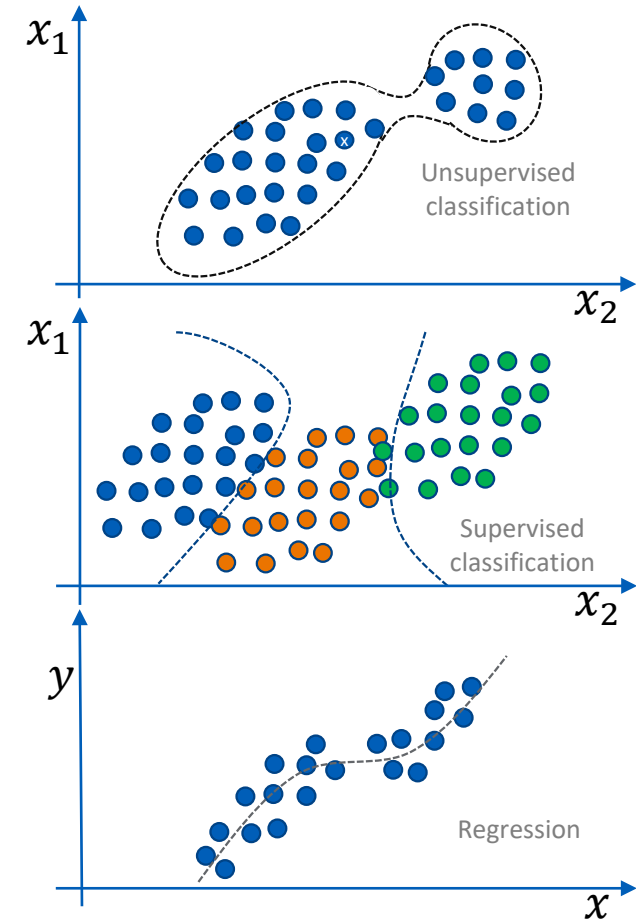 x₁
x
Unsupervised
classification
x₂
x₁
Supervised
classification
x₂
y
Regression
x